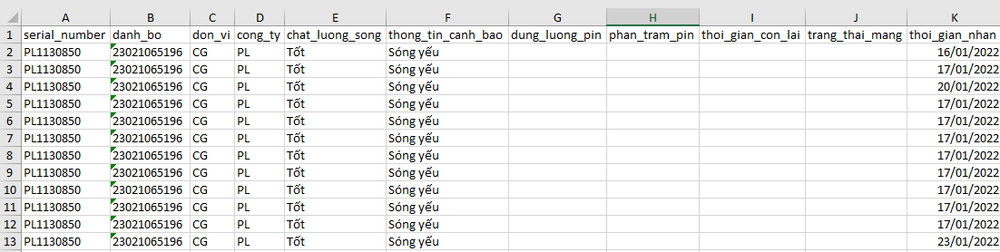 A B C D E F G H I J K
1 serial_number danh_bo don_vi cong_ty chat_luong_song thong_tin_canh_bao dung_luong_pin phan_tram_pin thoi_gian_con_lai trang_thai_mang thoi_gian_nhan
2 PL1130850 23021065196 CG PL Tốt Sóng yếu 16/01/2022
3 PL1130850 23021065196 CG PL Tốt Sóng yếu 17/01/2022
4 PL1130850 23021065196 CG PL Tốt Sóng yếu 20/01/2022
5 PL1130850 23021065196 CG PL Tốt Sóng yếu 17/01/2022
6 PL1130850 23021065196 CG PL Tốt Sóng yếu 17/01/2022
7 PL1130850 23021065196 CG PL Tốt Sóng yếu 17/01/2022
8 PL1130850 23021065196 CG PL Tốt Sóng yếu 17/01/2022
9 PL1130850 23021065196 CG PL Tốt Sóng yếu 17/01/2022
10 PL1130850 23021065196 CG PL Tốt Sóng yếu 17/01/2022
11 PL1130850 23021065196 CG PL Tốt Sóng yếu 17/01/2022
12 PL1130850 23021065196 CG PL Tốt Sóng yếu 17/01/2022
13 PL1130850 23021065196 CG PL Tốt Sóng yếu 23/01/2022